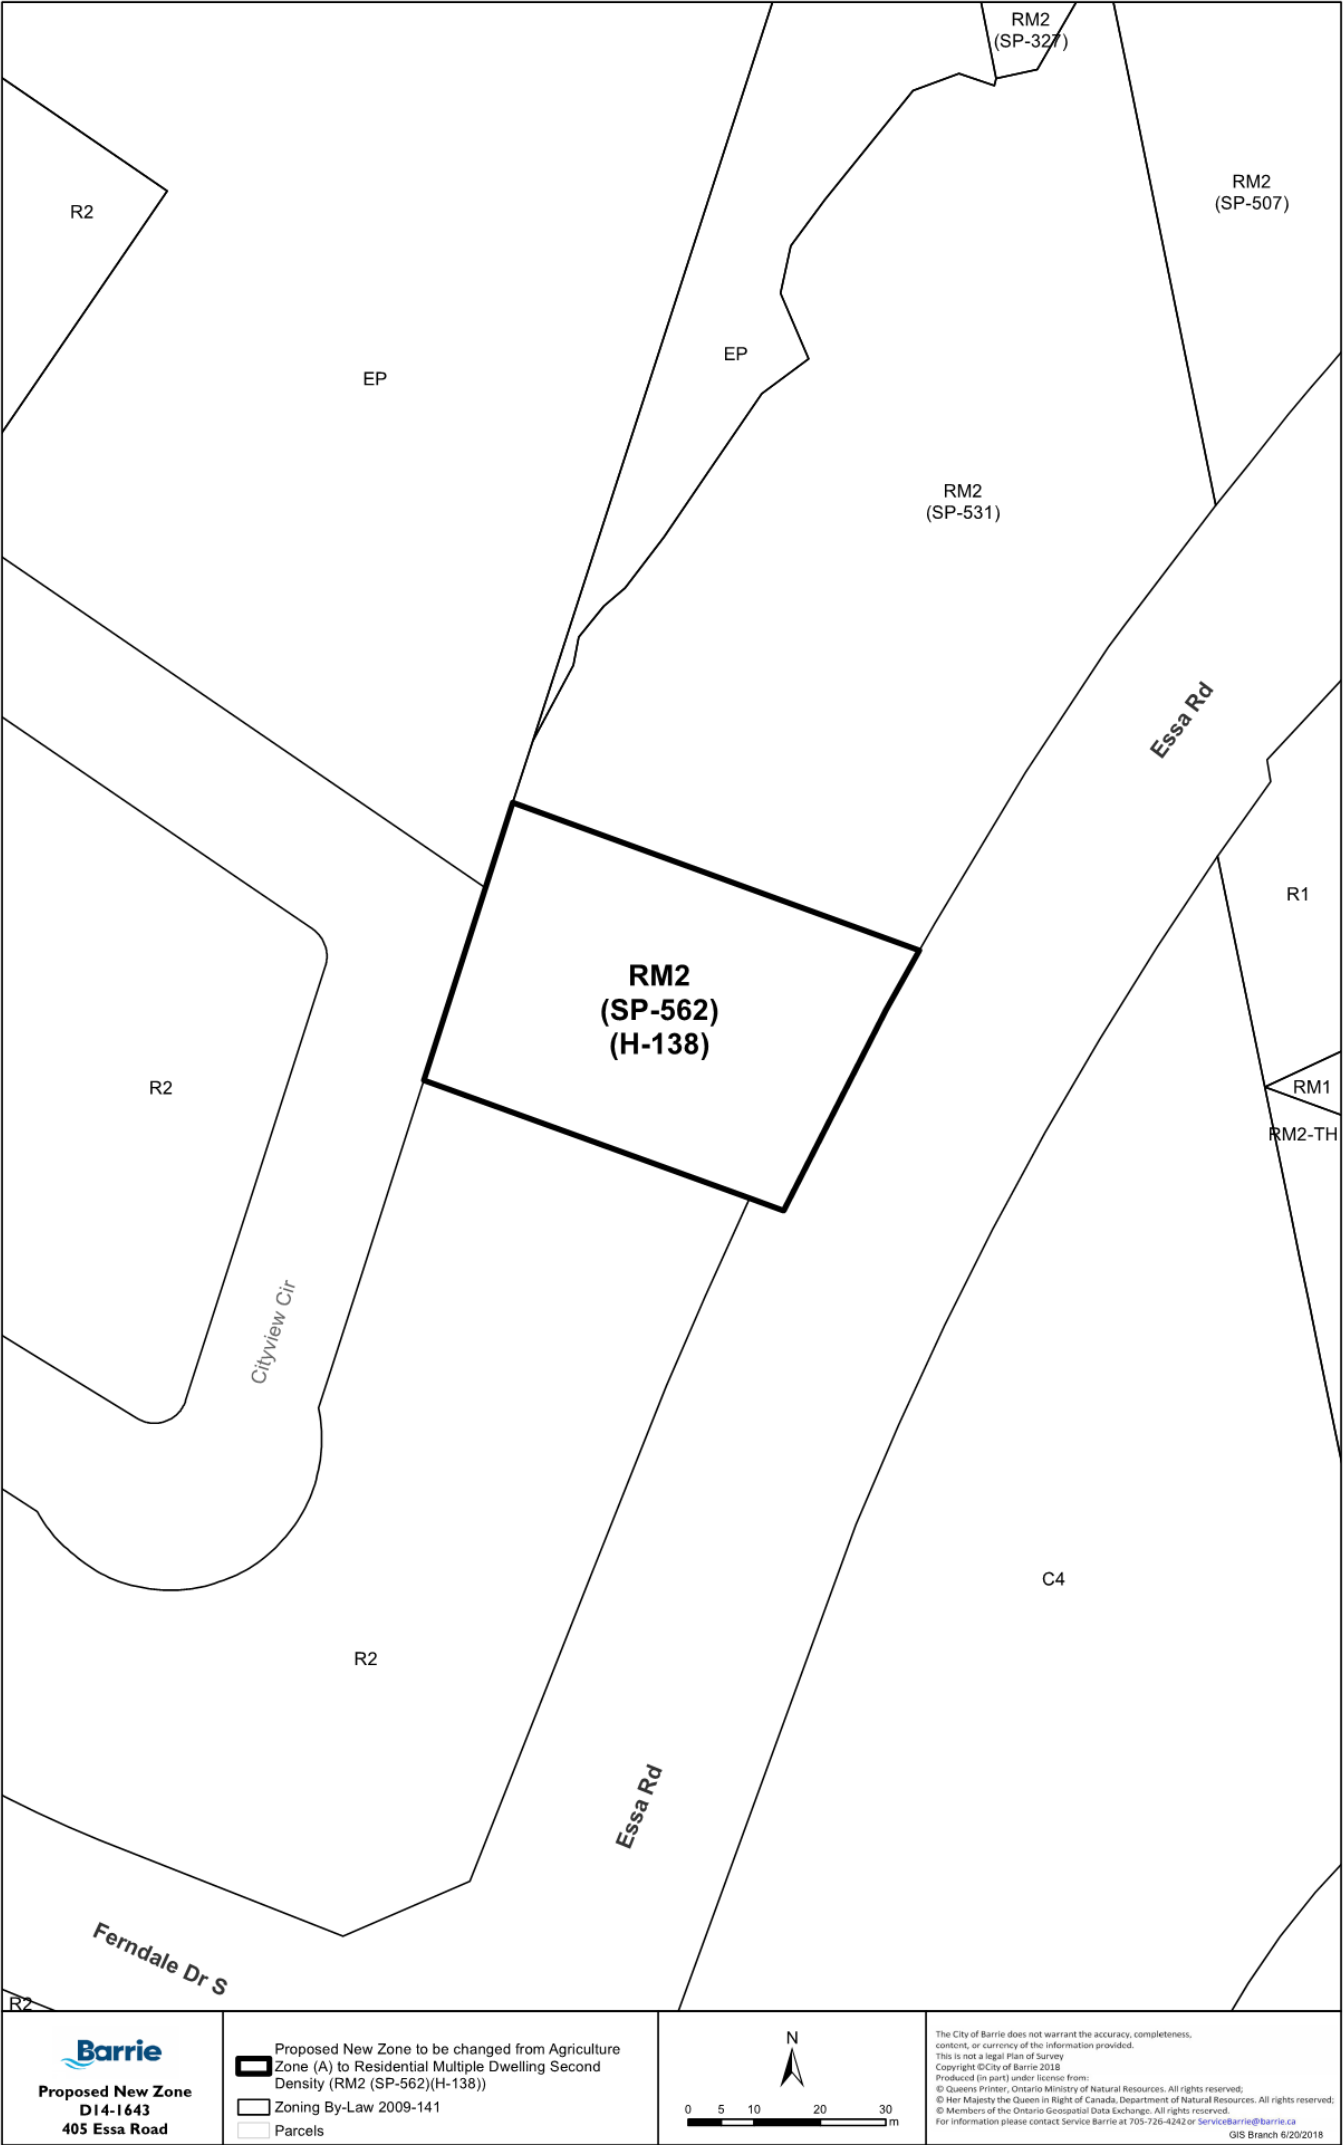 RM2
(SP-327)
R2
RM2
(SP-507)
EP
EP
RM2
(SP-531)
Essa Rd
R1
RM2
(SP-562)
(H-138)
R2
RM1
RM2-TH
Cityview Cir
C4
R2
Essa Rd
Ferndale Dr S
R2
Barrie
Proposed New Zone
D14-1643
405 Essa Road
Proposed New Zone to be changed from Agriculture
Zone (A) to Residential Multiple Dwelling Second
Density (RM2 (SP-562)(H-138))
Zoning By-Law 2009-141
Parcels
N
0 5 10 20 30
m
The City of Barrie does not warrant the accuracy, completeness,
content, or currency of the information provided.
This is not a legal Plan of Survey
Copyright ©City of Barrie 2018
Produced (in part) under license from:
© Queens Printer, Ontario Ministry of Natural Resources. All rights reserved;
© Her Majesty the Queen in Right of Canada, Department of Natural Resources. All rights reserved;
© Members of the Ontario Geospatial Data Exchange. All rights reserved.
For information please contact Service Barrie at 705-726-4242 or ServiceBarrie@barrie.ca
GIS Branch 6/20/2018